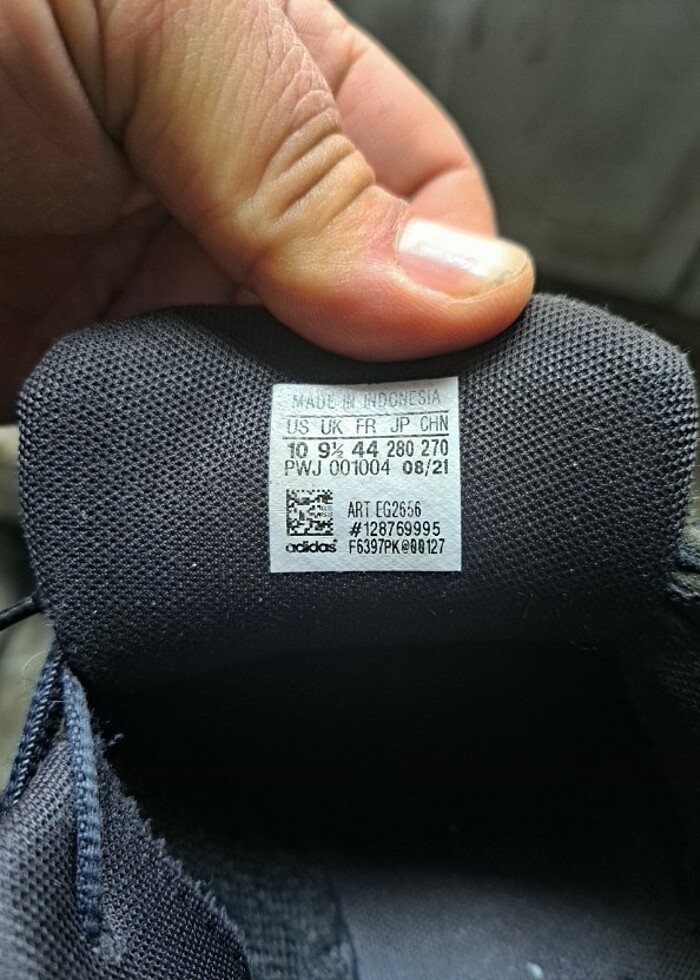 MADE IN INDONESIA
US UK FR JP CHN
10 9½ 44 280 270
PWJ 001004 08/21
ART EG2656
#128769995
adidas F6397PK@00127